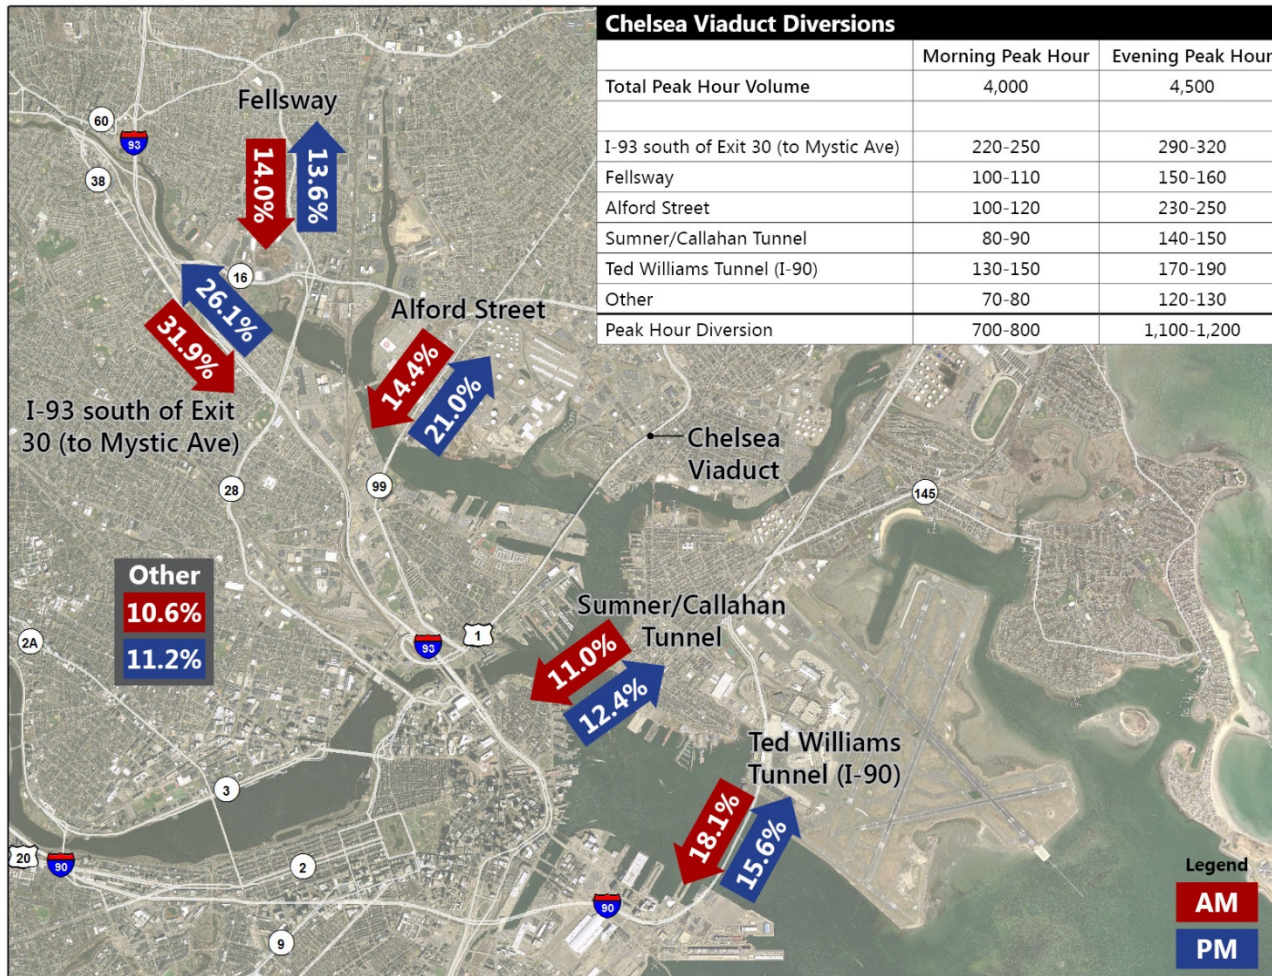 Chelsea Viaduct Diversions
Morning Peak Hour Evening Peak Hour
Total Peak Hour Volume 4,000 4,500
I-93 south of Exit 30 (to Mystic Ave) 220-250 290-320
Fellsway 100-110 150-160
Alford Street 100-120 230-250
Sumner/Callahan Tunnel 80-90 140-150
Ted Williams Tunnel (I-90) 130-150 170-190
Other 70-80 120-130
Peak Hour Diversion 700-800 1,100-1,200
Fellsway
60
93
14.0%
13.6%
38
16
26.1%
31.9%
Alford Street
14.4%
21.0%
I-93 south of Exit
30 (to Mystic Ave)
Chelsea
Viaduct
28
99
145
Other
10.6%
11.2%
Sumner/Callahan
Tunnel
2A
1
93
11.0%
12.4%
Ted Williams
Tunnel (I-90)
3
18.1%
15.6%
20
90
2
90
9
Legend
AM
PM